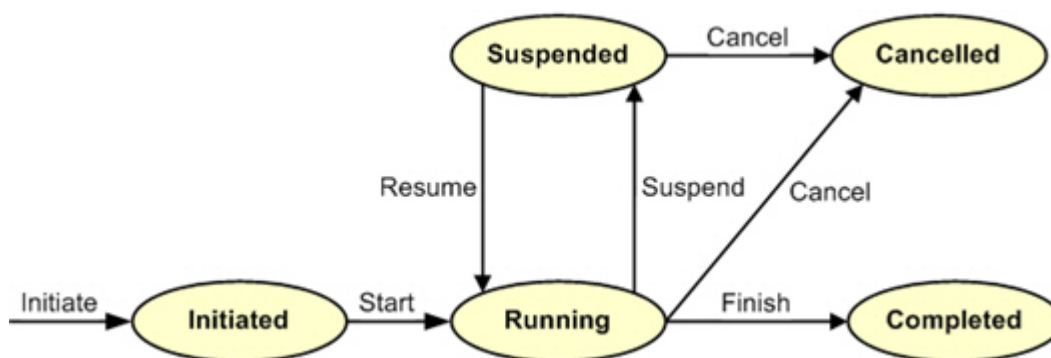 Suspended
Cancel
Cancelled
Resume
Suspend
Cancel
Initiate
Initiated
Start
Running
Finish
Completed